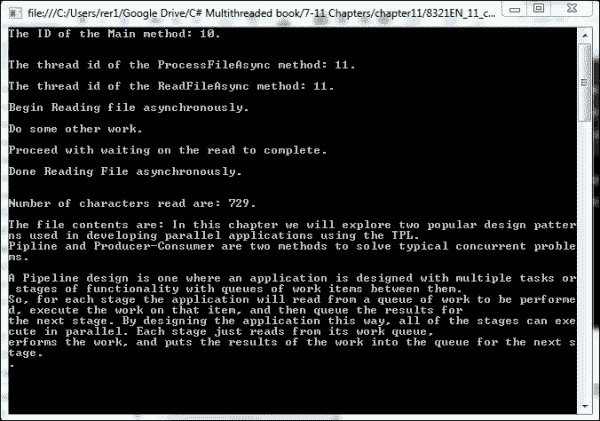 file:///C:/Users/rer1/Google Drive/C# Multithreaded book/7-11 Chapters/chapter11/8321EN_11_c...
The ID of the Main method: 10.
The thread id of the ProcessFileAsync method: 11.
The thread id of the ReadFileAsync method: 11.
Begin Reading file asynchronously.
Do some other work.
Proceed with waiting on the read to complete.
Done Reading File asynchronously.
Number of characters read are: 729.
The file contents are: In this chapter we will explore two popular design patter
ns used in developing parallel applications using the TPL.
Pipline and Producer-Consumer are two methods to solve typical concurrent proble
ms.
A Pipeline design is one where an application is designed with multiple tasks or
stages of functionality with queues of work items between them.
So, for each stage the application will read from a queue of work to be performe
d, execute the work on that item, and then queue the results for
the next stage. By designing the application this way, all of the stages can exe
cute in parallel. Each stage just reads from its work queue,
erforms the work, and puts the results of the work into the queue for the next s
tage.
.